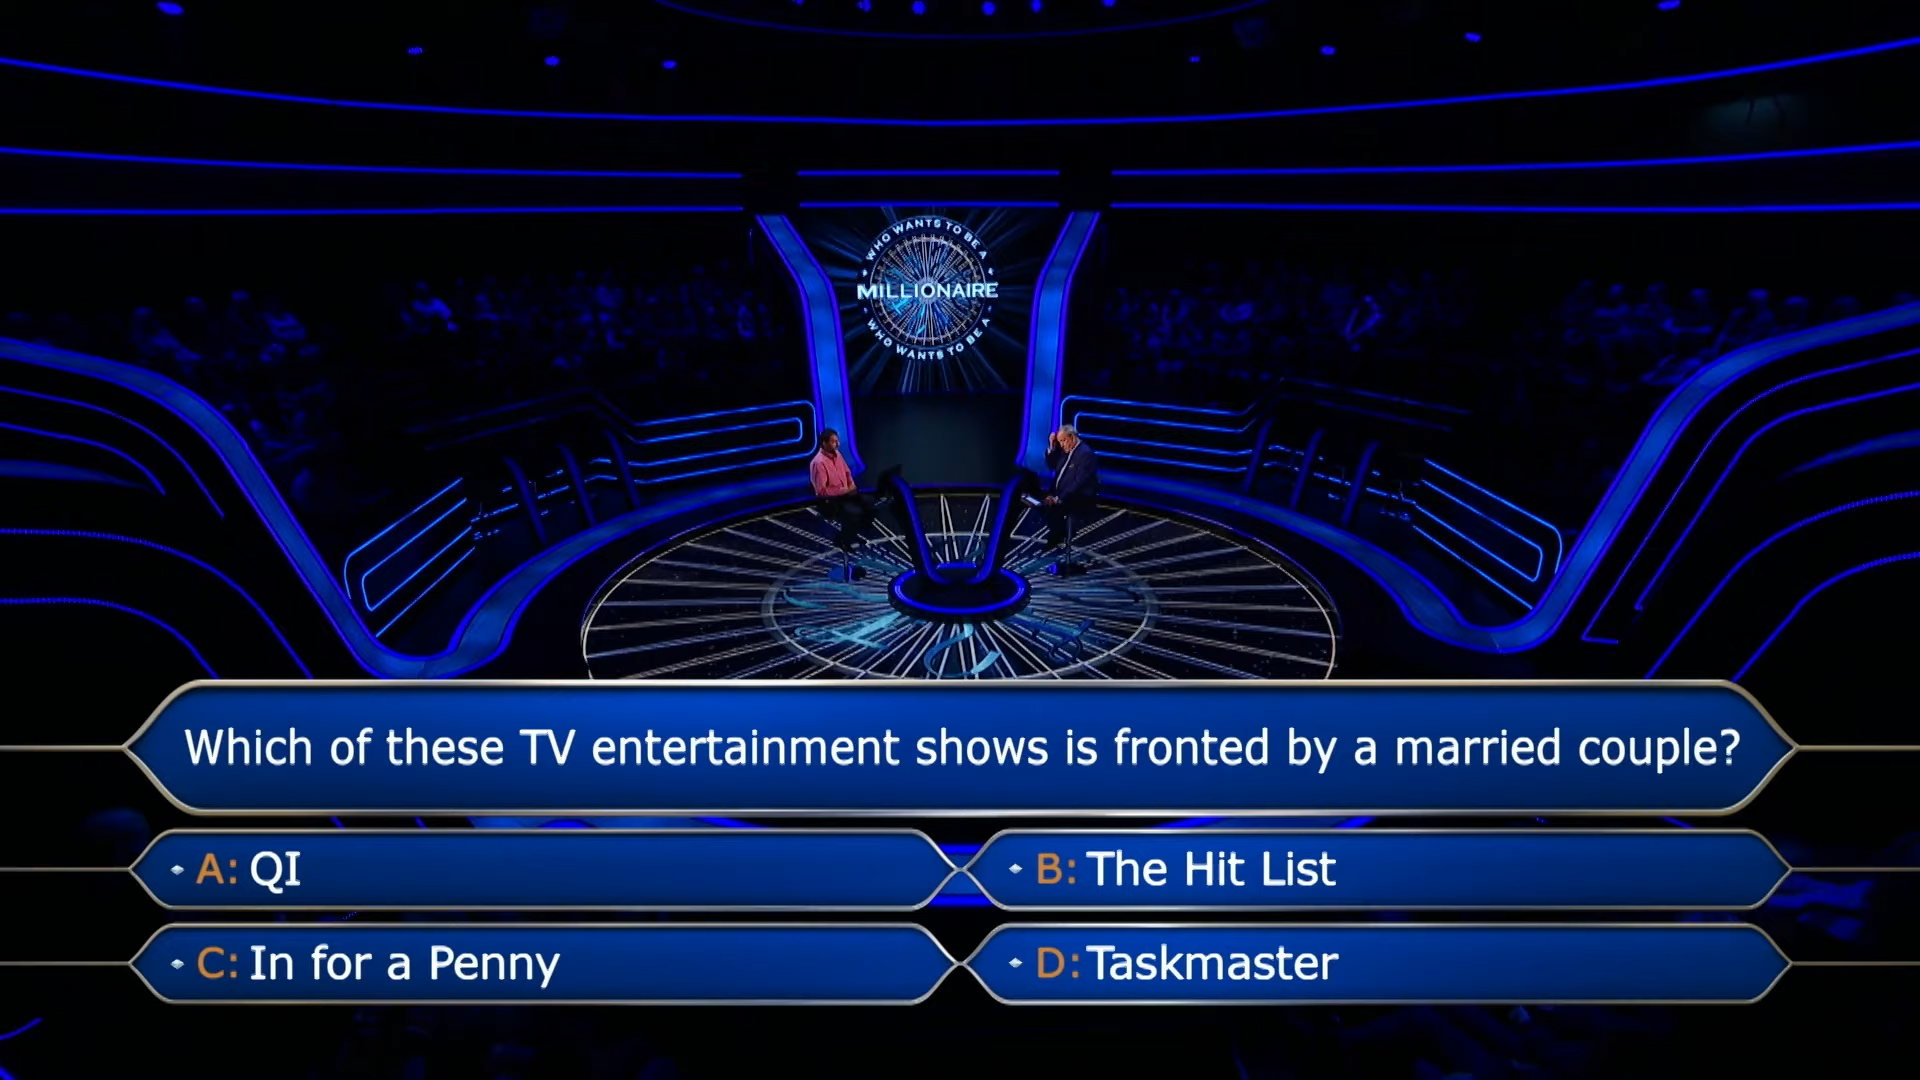 WHO WANTS TO BE A
MILLIONAIRE
WHO WANTS TO BE A
Which of these TV entertainment shows is fronted by a married couple?
A: QI
B: The Hit List
C: In for a Penny
D: Taskmaster